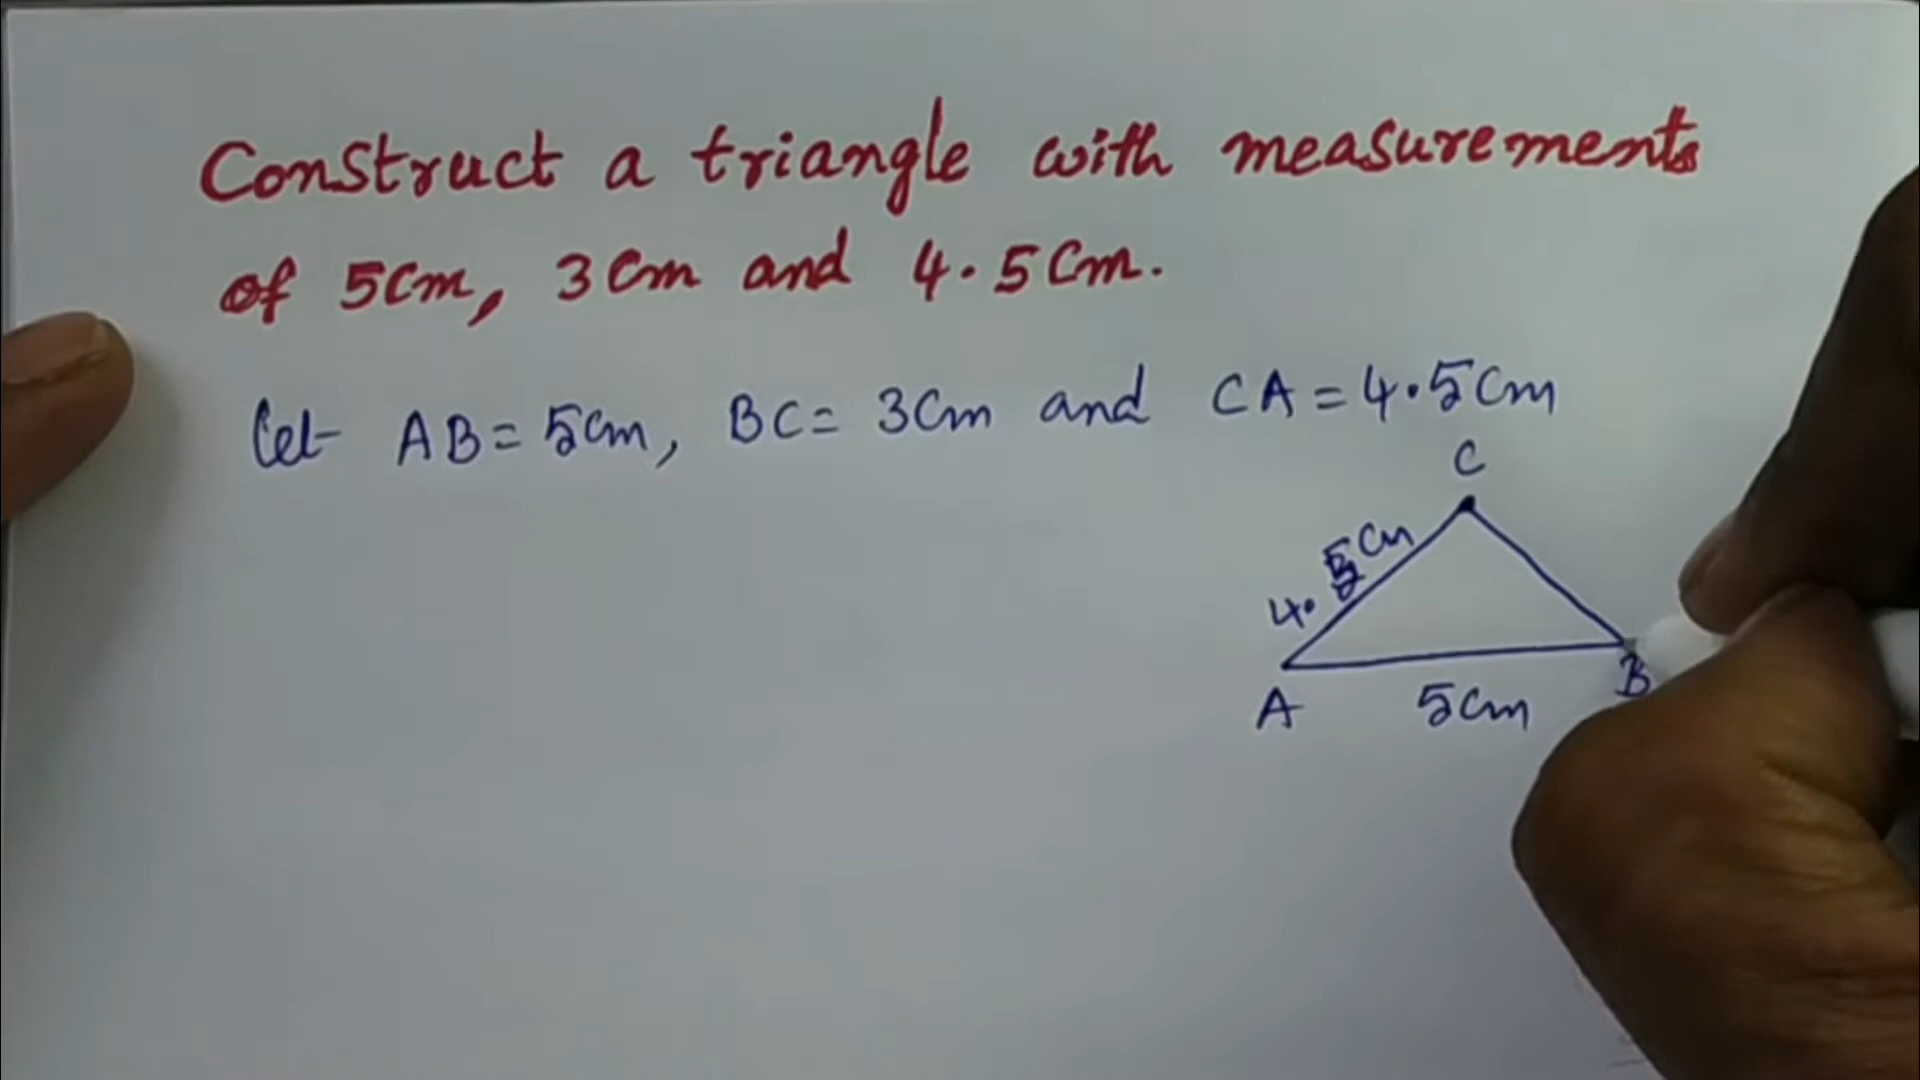 Construct a triangle with measurements
of 5cm, 3cm and 4.5cm.
Let AB = 5cm, BC = 3cm and CA = 4.5cm
C
4.5cm
A
5cm
B